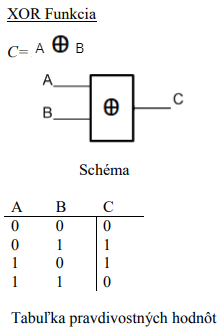 XOR Funkcia
C= A ⊕ B
A
⊕ C
B
Schéma
A B C
0 0 0
0 1 1
1 0 1
1 1 0
Tabuľka pravdivostných hodnôt